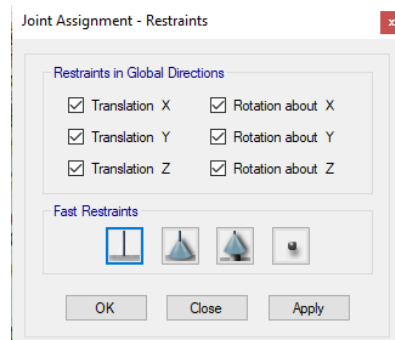 Joint Assignment - Restraints
x
Restraints in Global Directions
Translation X
Rotation about X
Translation Y
Rotation about Y
Translation Z
Rotation about Z
Fast Restraints
OK
Close
Apply